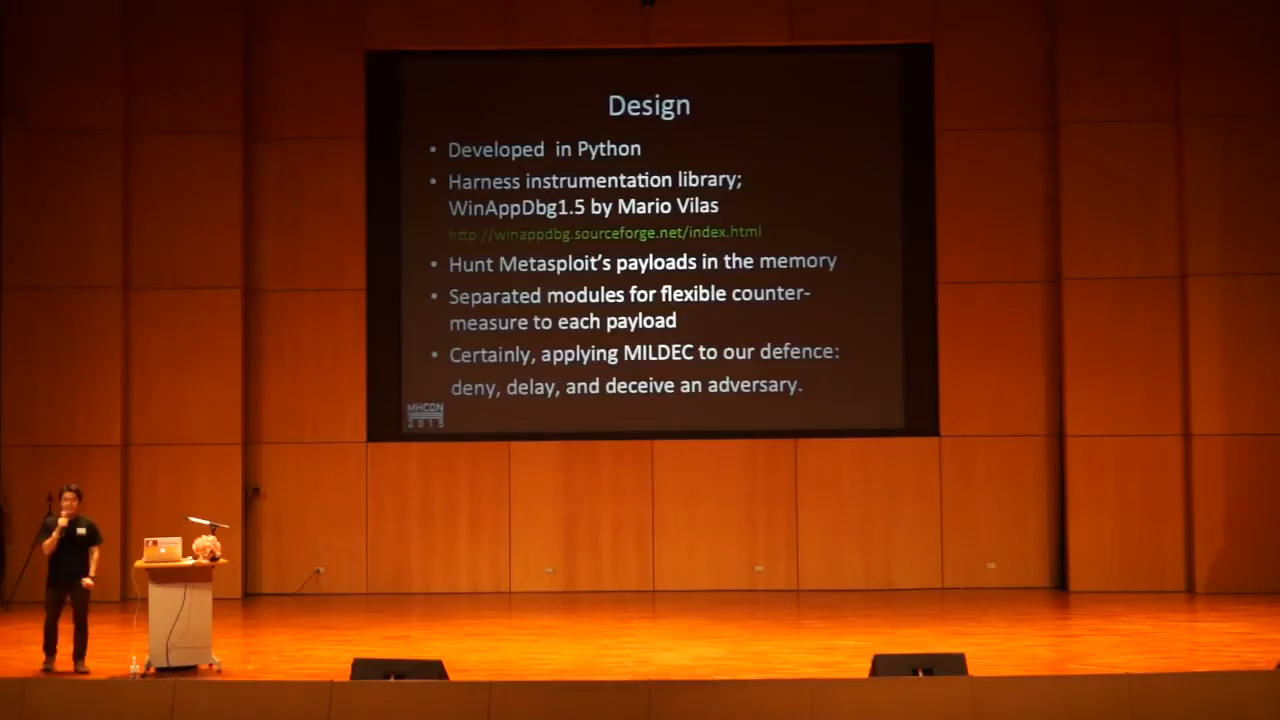 Design
• Developed in Python
• Harness instrumentation library;
WinAppDbg1.5 by Mario Vilas
http://winappdbg.sourceforge.net/index.html
• Hunt Metasploit's payloads in the memory
• Separated modules for flexible counter-
measure to each payload
• Certainly, applying MILDEC to our defence:
deny, delay, and deceive an adversary.
MHCON
2015